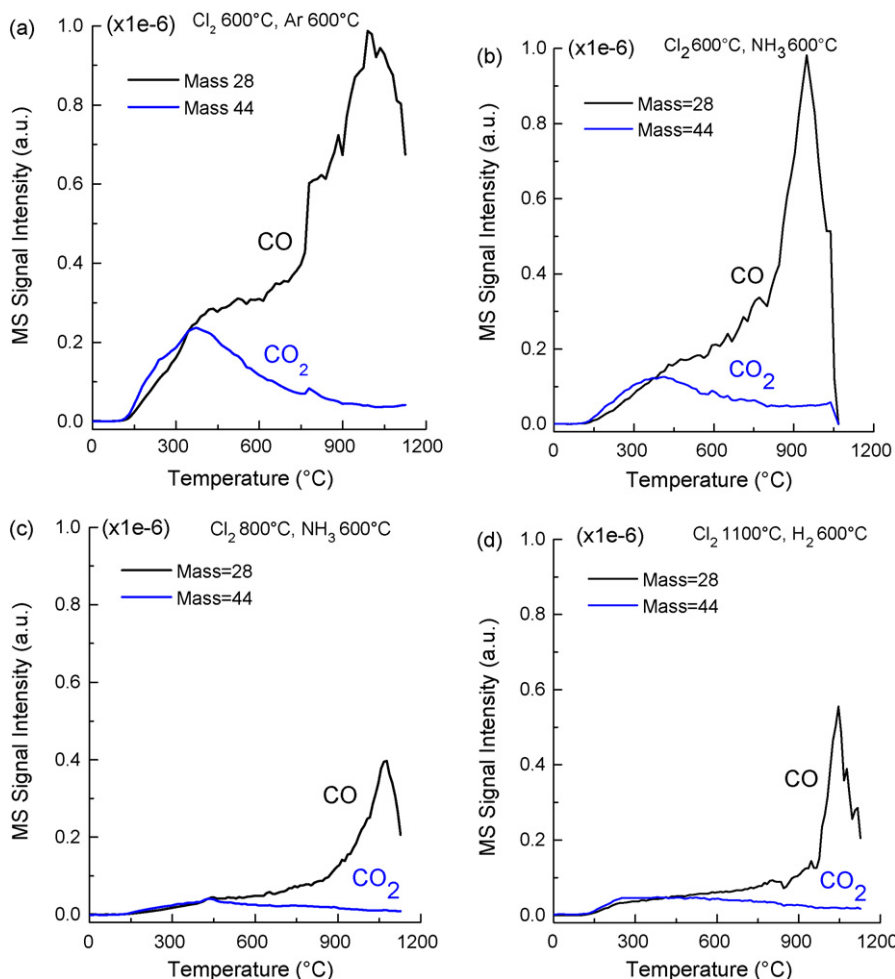 (a)
(x1e-6)
Cl2 600°C, Ar 600°C
Mass 28
Mass 44
CO
CO2
MS Signal Intensity (a.u.)
1.0
0.8
0.6
0.4
0.2
0.0
0 300 600 900 1200
Temperature (°C)
(b)
(x1e-6)
Cl2 600°C, NH3 600°C
Mass=28
Mass=44
CO
CO2
MS Signal Intensity (a.u.)
1.0
0.8
0.6
0.4
0.2
0.0
0 300 600 900 1200
Temperature (°C)
(c)
(x1e-6)
Cl2 800°C, NH3 600°C
Mass=28
Mass=44
CO
CO2
MS Signal Intensity (a.u.)
1.0
0.8
0.6
0.4
0.2
0.0
0 300 600 900 1200
Temperature (°C)
(d)
(x1e-6)
Cl2 1100°C, H2 600°C
Mass=28
Mass=44
CO
CO2
MS Signal Intensity (a.u.)
1.0
0.8
0.6
0.4
0.2
0.0
0 300 600 900 1200
Temperature (°C)